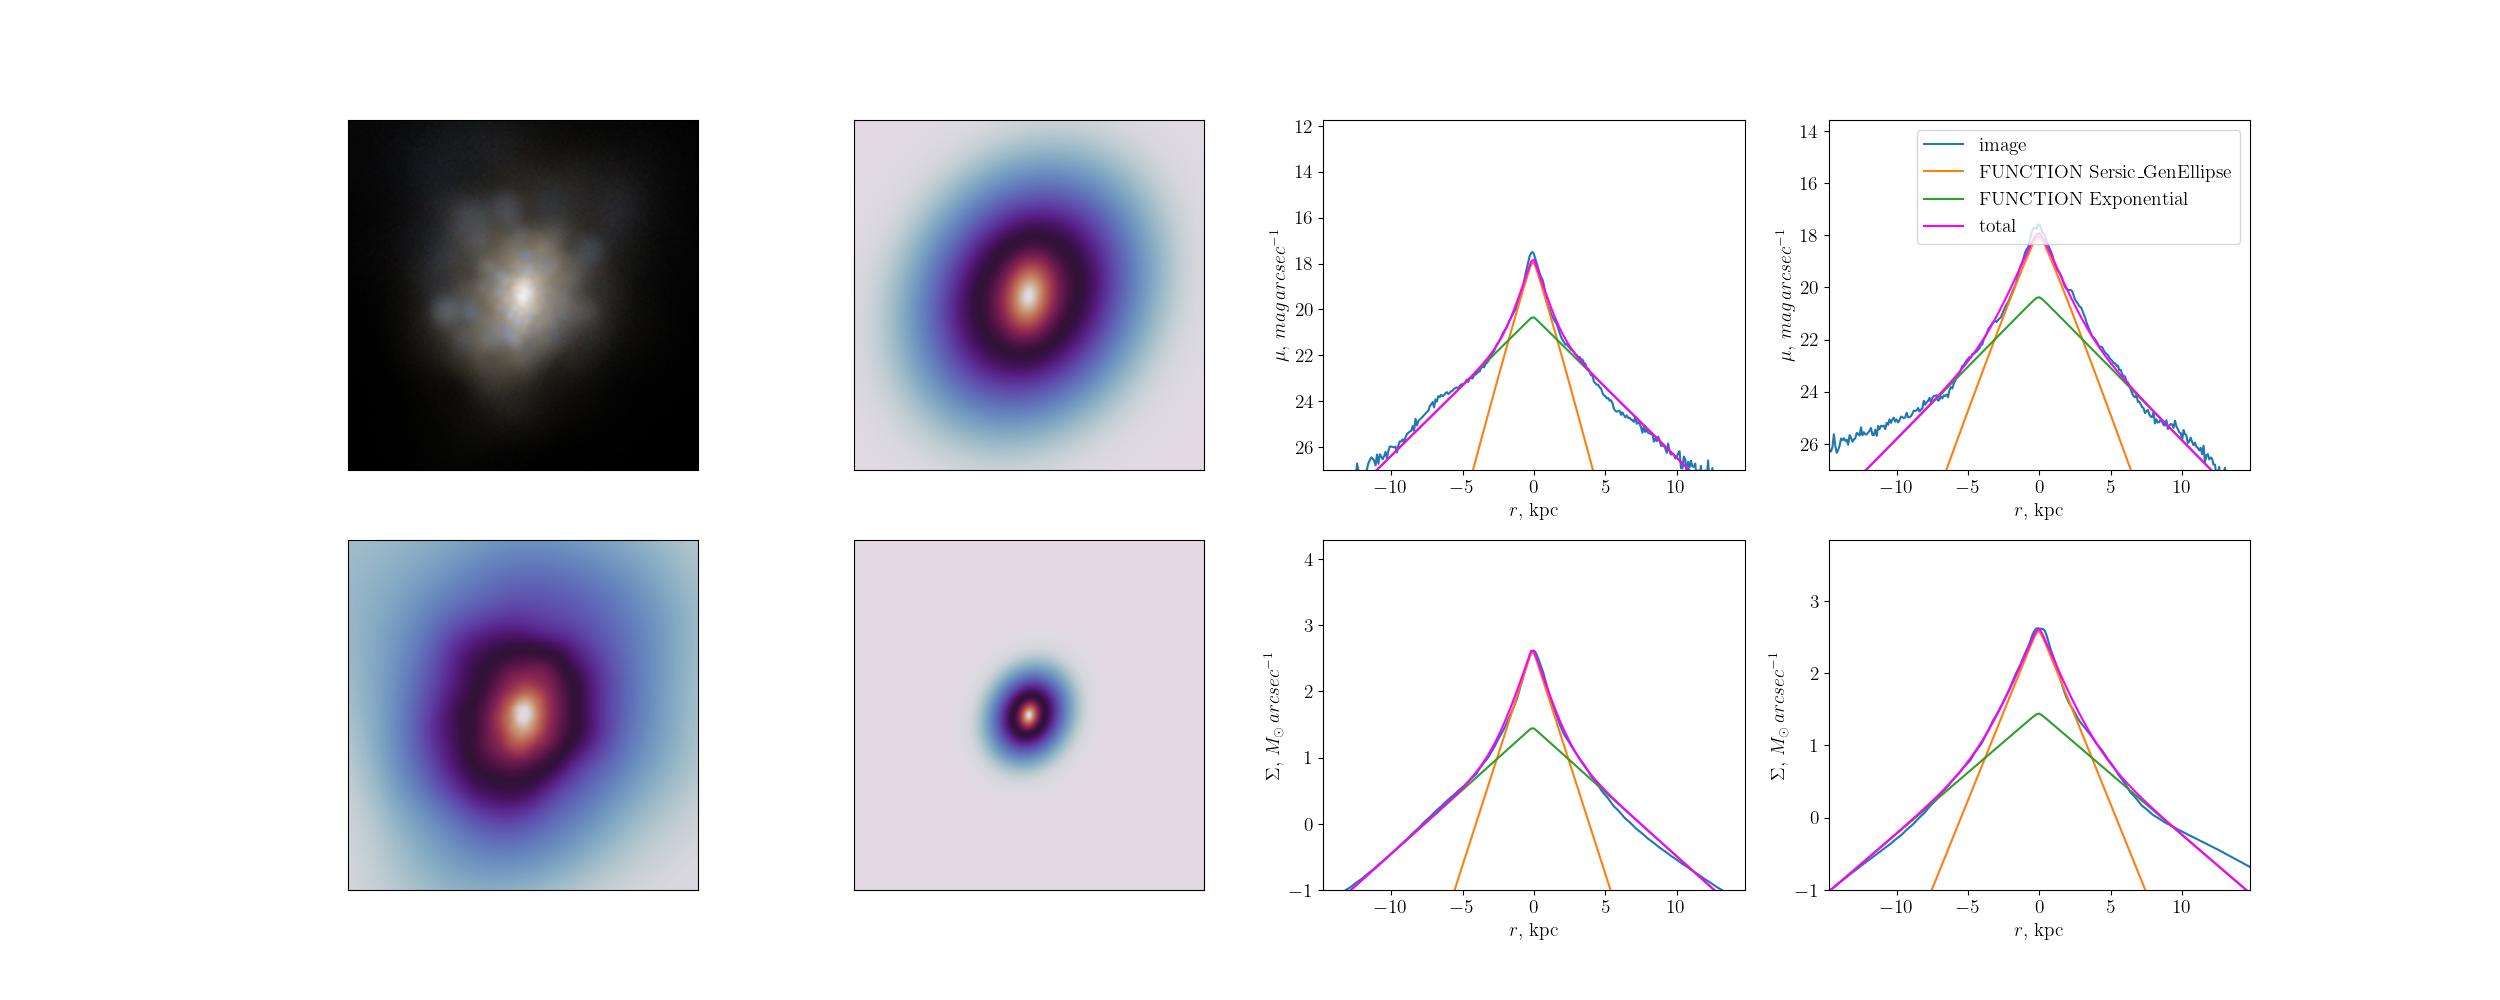 12
14
16
18
20
22
24
26
μ, mag arcsec⁻¹
−10 −5 0 5 10
r, kpc
14
16
18
20
22
24
26
μ, mag arcsec⁻¹
image
FUNCTION Sersic_GenEllipse
FUNCTION Exponential
total
−10 −5 0 5 10
r, kpc
4
3
2
1
0
−1
Σ, M⊙ arcsec⁻¹
−10 −5 0 5 10
r, kpc
3
2
1
0
−1
Σ, M⊙ arcsec⁻¹
−10 −5 0 5 10
r, kpc